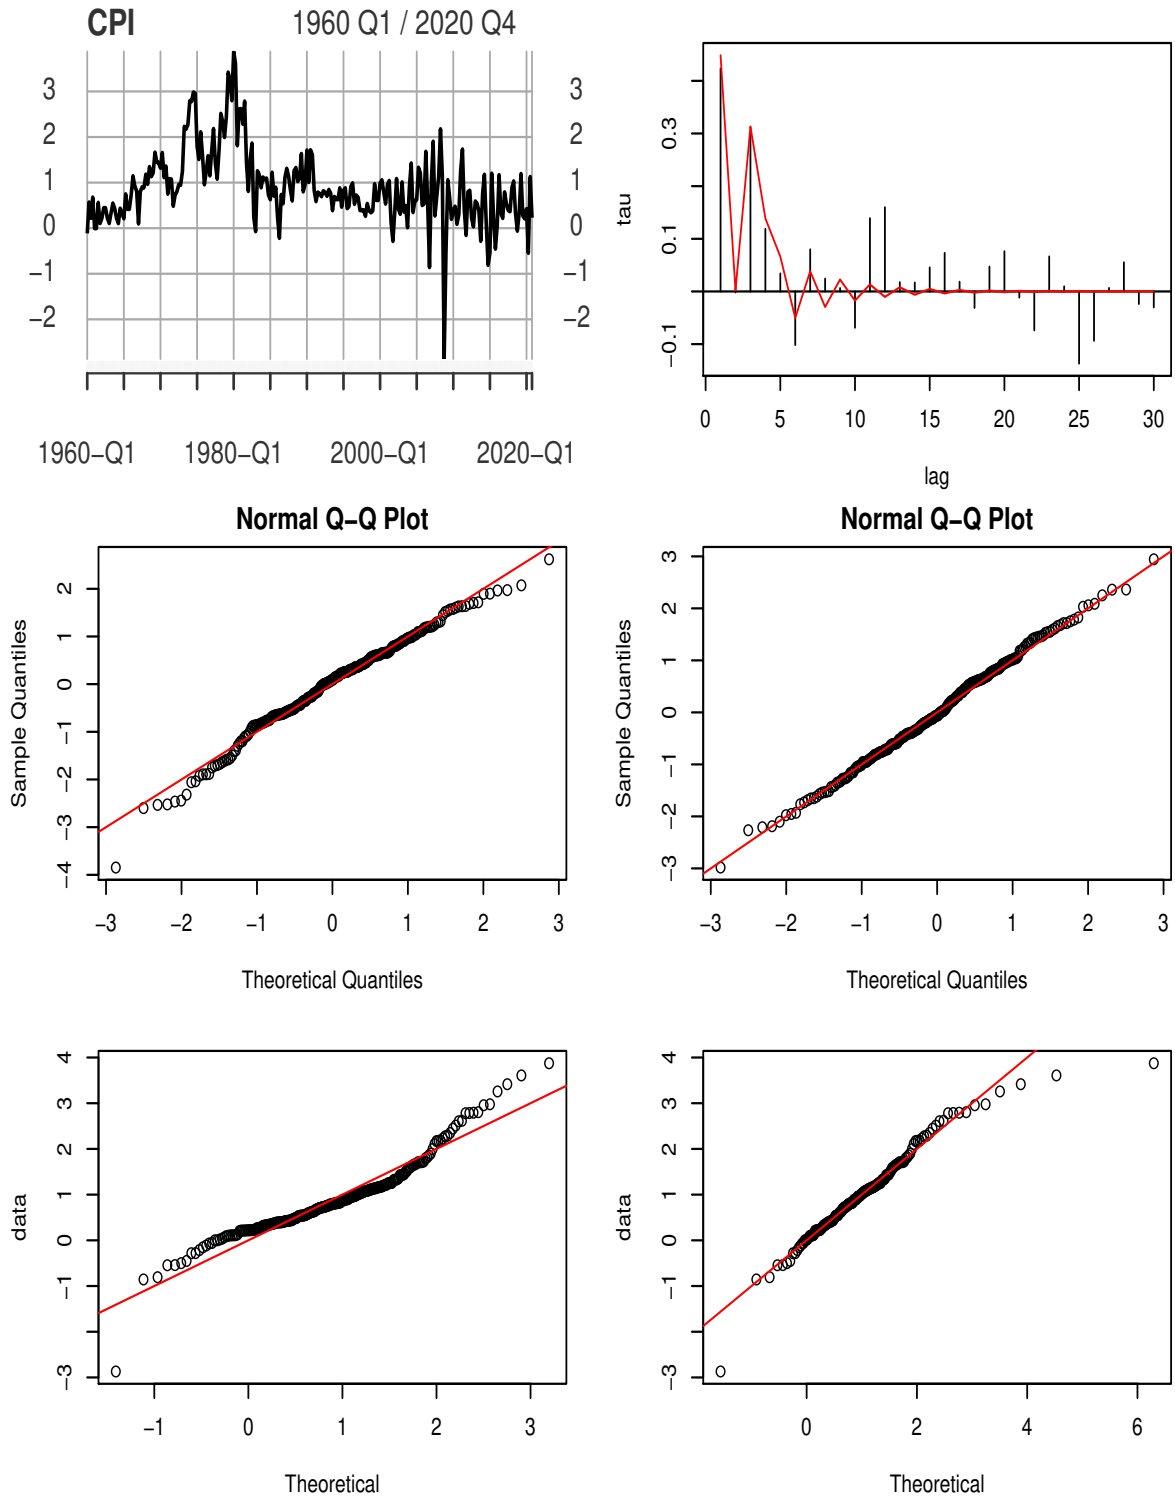 CPI 1960 Q1 / 2020 Q4
3 3
2 2
1 1
0 0
−1 −1
−2 −2
1960−Q1 1980−Q1 2000−Q1 2020−Q1
tau
0.3
0.1
−0.1
0 5 10 15 20 25 30
lag
Normal Q−Q Plot
Sample Quantiles
2
1
0
−1
−2
−3
−4
−3 −2 −1 0 1 2 3
Theoretical Quantiles
Normal Q−Q Plot
Sample Quantiles
3
2
1
0
−1
−2
−3
−3 −2 −1 0 1 2 3
Theoretical Quantiles
data
4
3
2
1
0
−1
−3
−1 0 1 2 3
Theoretical
data
4
3
2
1
0
−1
−3
0 2 4 6
Theoretical